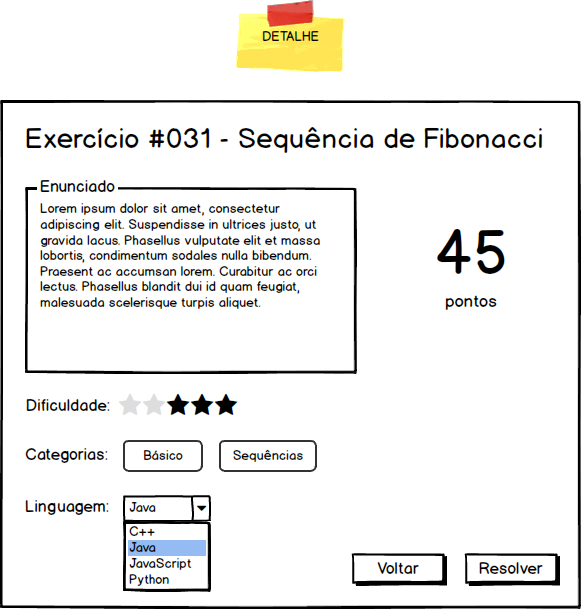 DETALHE
Exercício #031 - Sequência de Fibonacci
Enunciado
Lorem ipsum dolor sit amet, consectetur
adipiscing elit. Suspendisse in ultrices justo, ut
gravida lacus. Phasellus vulputate elit et massa
lobortis, condimentum sodales nulla bibendum.
Praesent ac accumsan lorem. Curabitur ac orci
lectus. Phasellus blandit dui id quam feugiat,
malesuada scelerisque turpis aliquet.
45
pontos
Dificuldade:
Categorias: Básico Sequências
Linguagem: Java
C++
Java
JavaScript
Python
Voltar Resolver